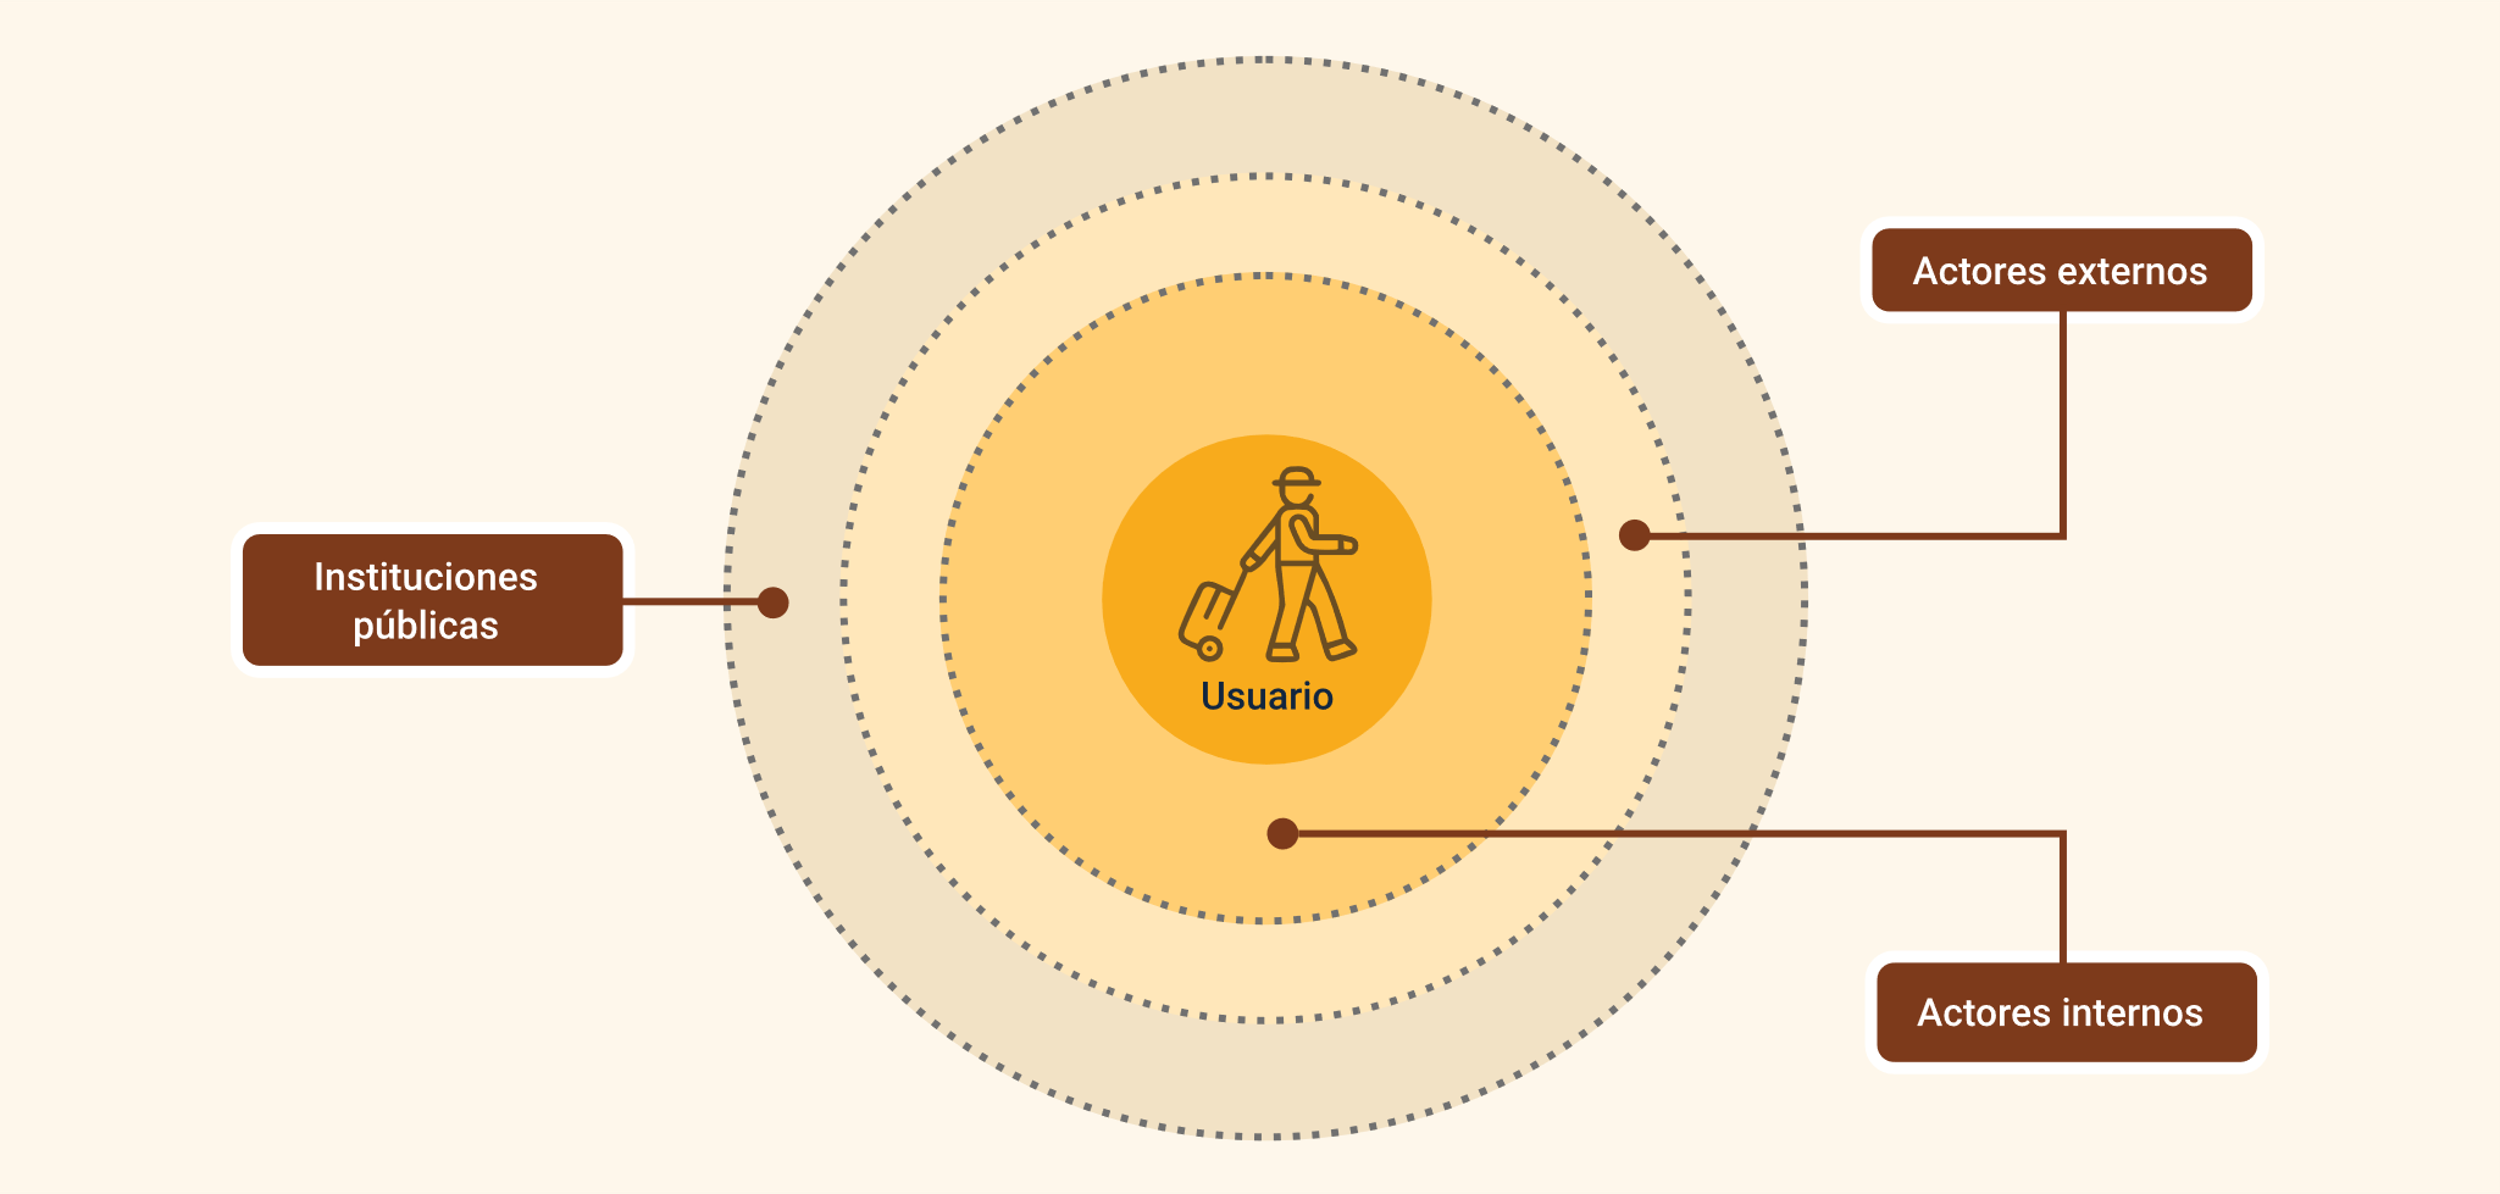 Actores externos
Instituciones
públicas
Usuario
Actores internos